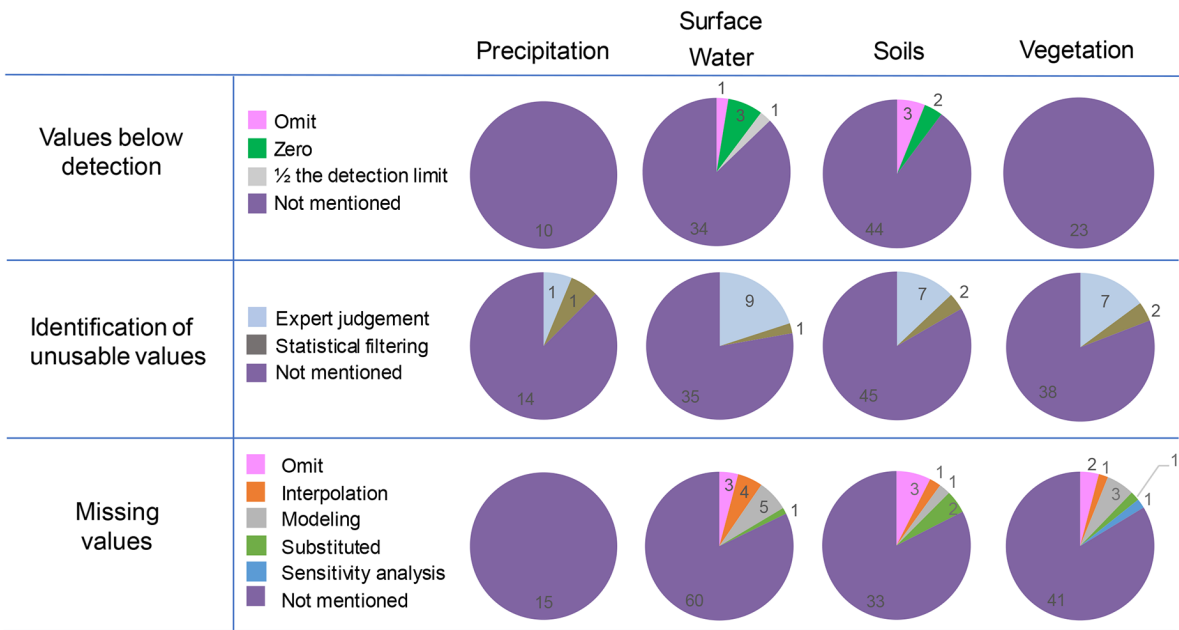 Precipitation
Surface
Water
Soils
Vegetation
Values below
detection
Omit
Zero
½ the detection limit
Not mentioned
10
1
3
1
34
3
2
44
23
Identification of
unusable values
Expert judgement
Statistical filtering
Not mentioned
1
1
14
9
1
35
7
2
45
7
2
38
Missing
values
Omit
Interpolation
Modeling
Substituted
Sensitivity analysis
Not mentioned
15
3
4
5
1
60
3
1
1
2
33
2
1
3
1
1
41